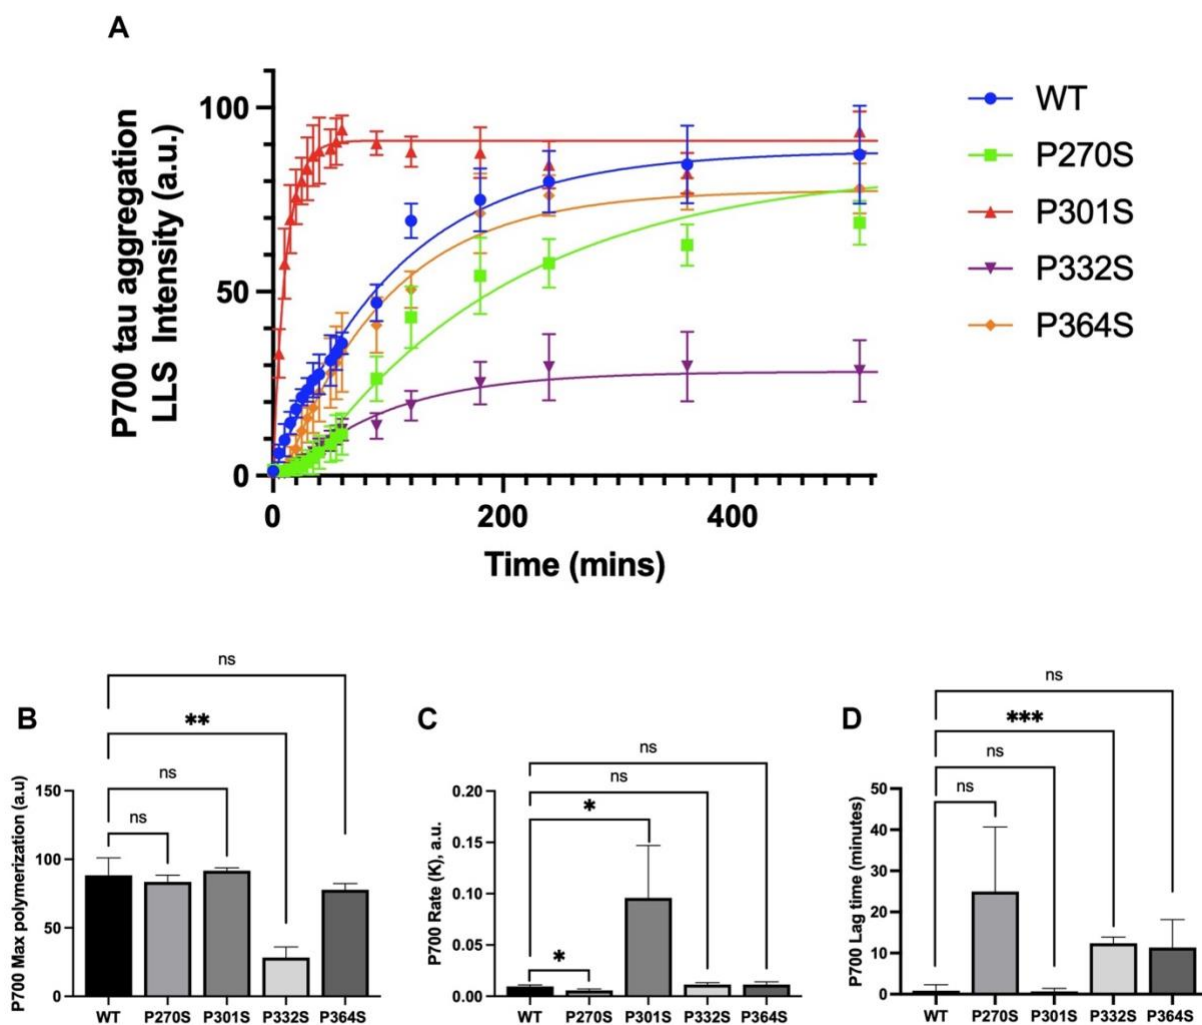 A
P700 tau aggregation
LLS Intensity (a.u.)
100
50
0
0
200
400
Time (mins)
WT
P270S
P301S
P332S
P364S
B
ns
**
ns
ns
P700 Max polymerization (a.u)
150
100
50
0
WT
P270S
P301S
P332S
P364S
C
ns
ns
*
*
P700 Rate (K), a.u.
0.20
0.15
0.10
0.05
0.00
WT
P270S
P301S
P332S
P364S
D
ns
***
ns
ns
P700 Lag time (minutes)
50
40
30
20
10
0
WT
P270S
P301S
P332S
P364S